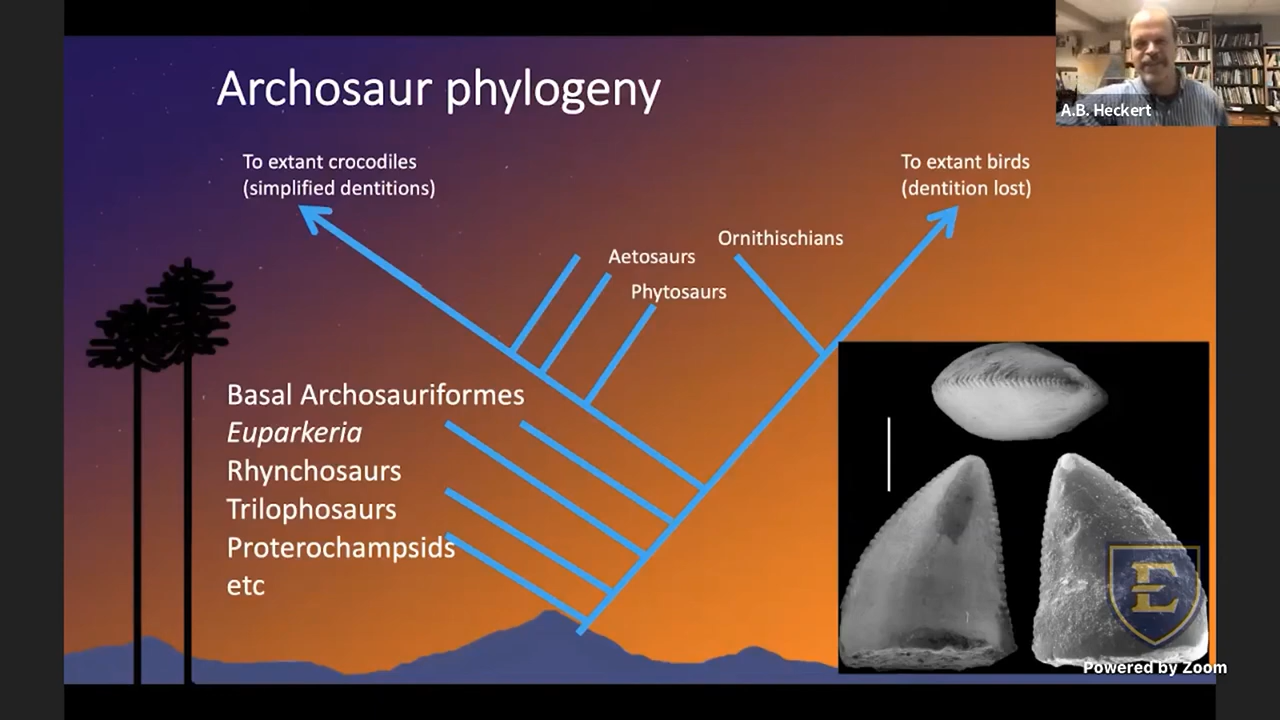 Archosaur phylogeny
A.B. Heckert
To extant crocodiles
(simplified dentitions)
To extant birds
(dentition lost)
Ornithischians
Aetosaurs
Phytosaurs
Basal Archosauriformes
Euparkeria
Rhynchosaurs
Trilophosaurs
Proterochampsids
etc
E
Powered by Zoom